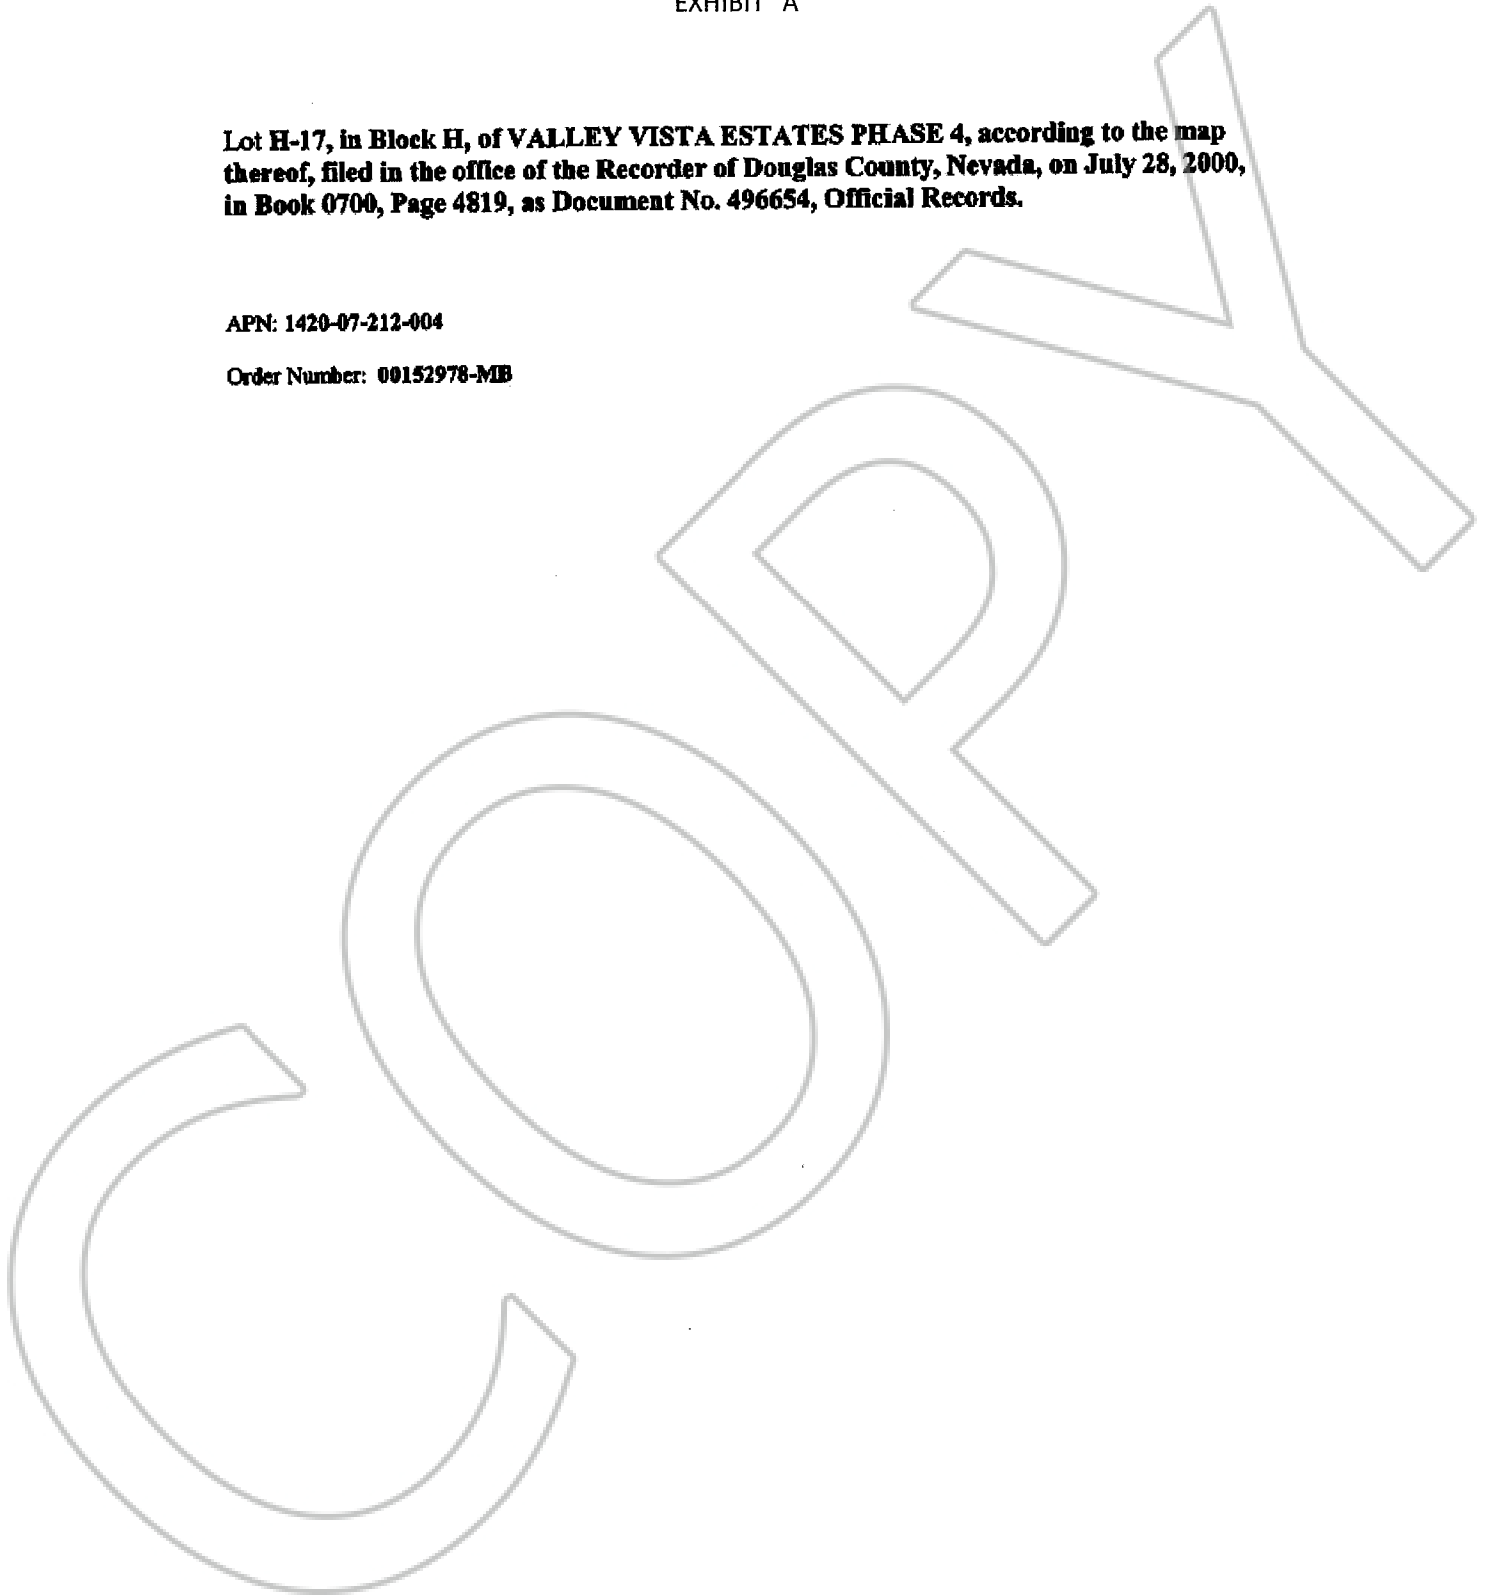 EXHIBIT A
Lot H-17, in Block H, of VALLEY VISTA ESTATES PHASE 4, according to the map
thereof, filed in the office of the Recorder of Douglas County, Nevada, on July 28, 2000,
in Book 0700, Page 4819, as Document No. 496654, Official Records.
APN: 1420-07-212-004
Order Number: 00152978-MB
COPY